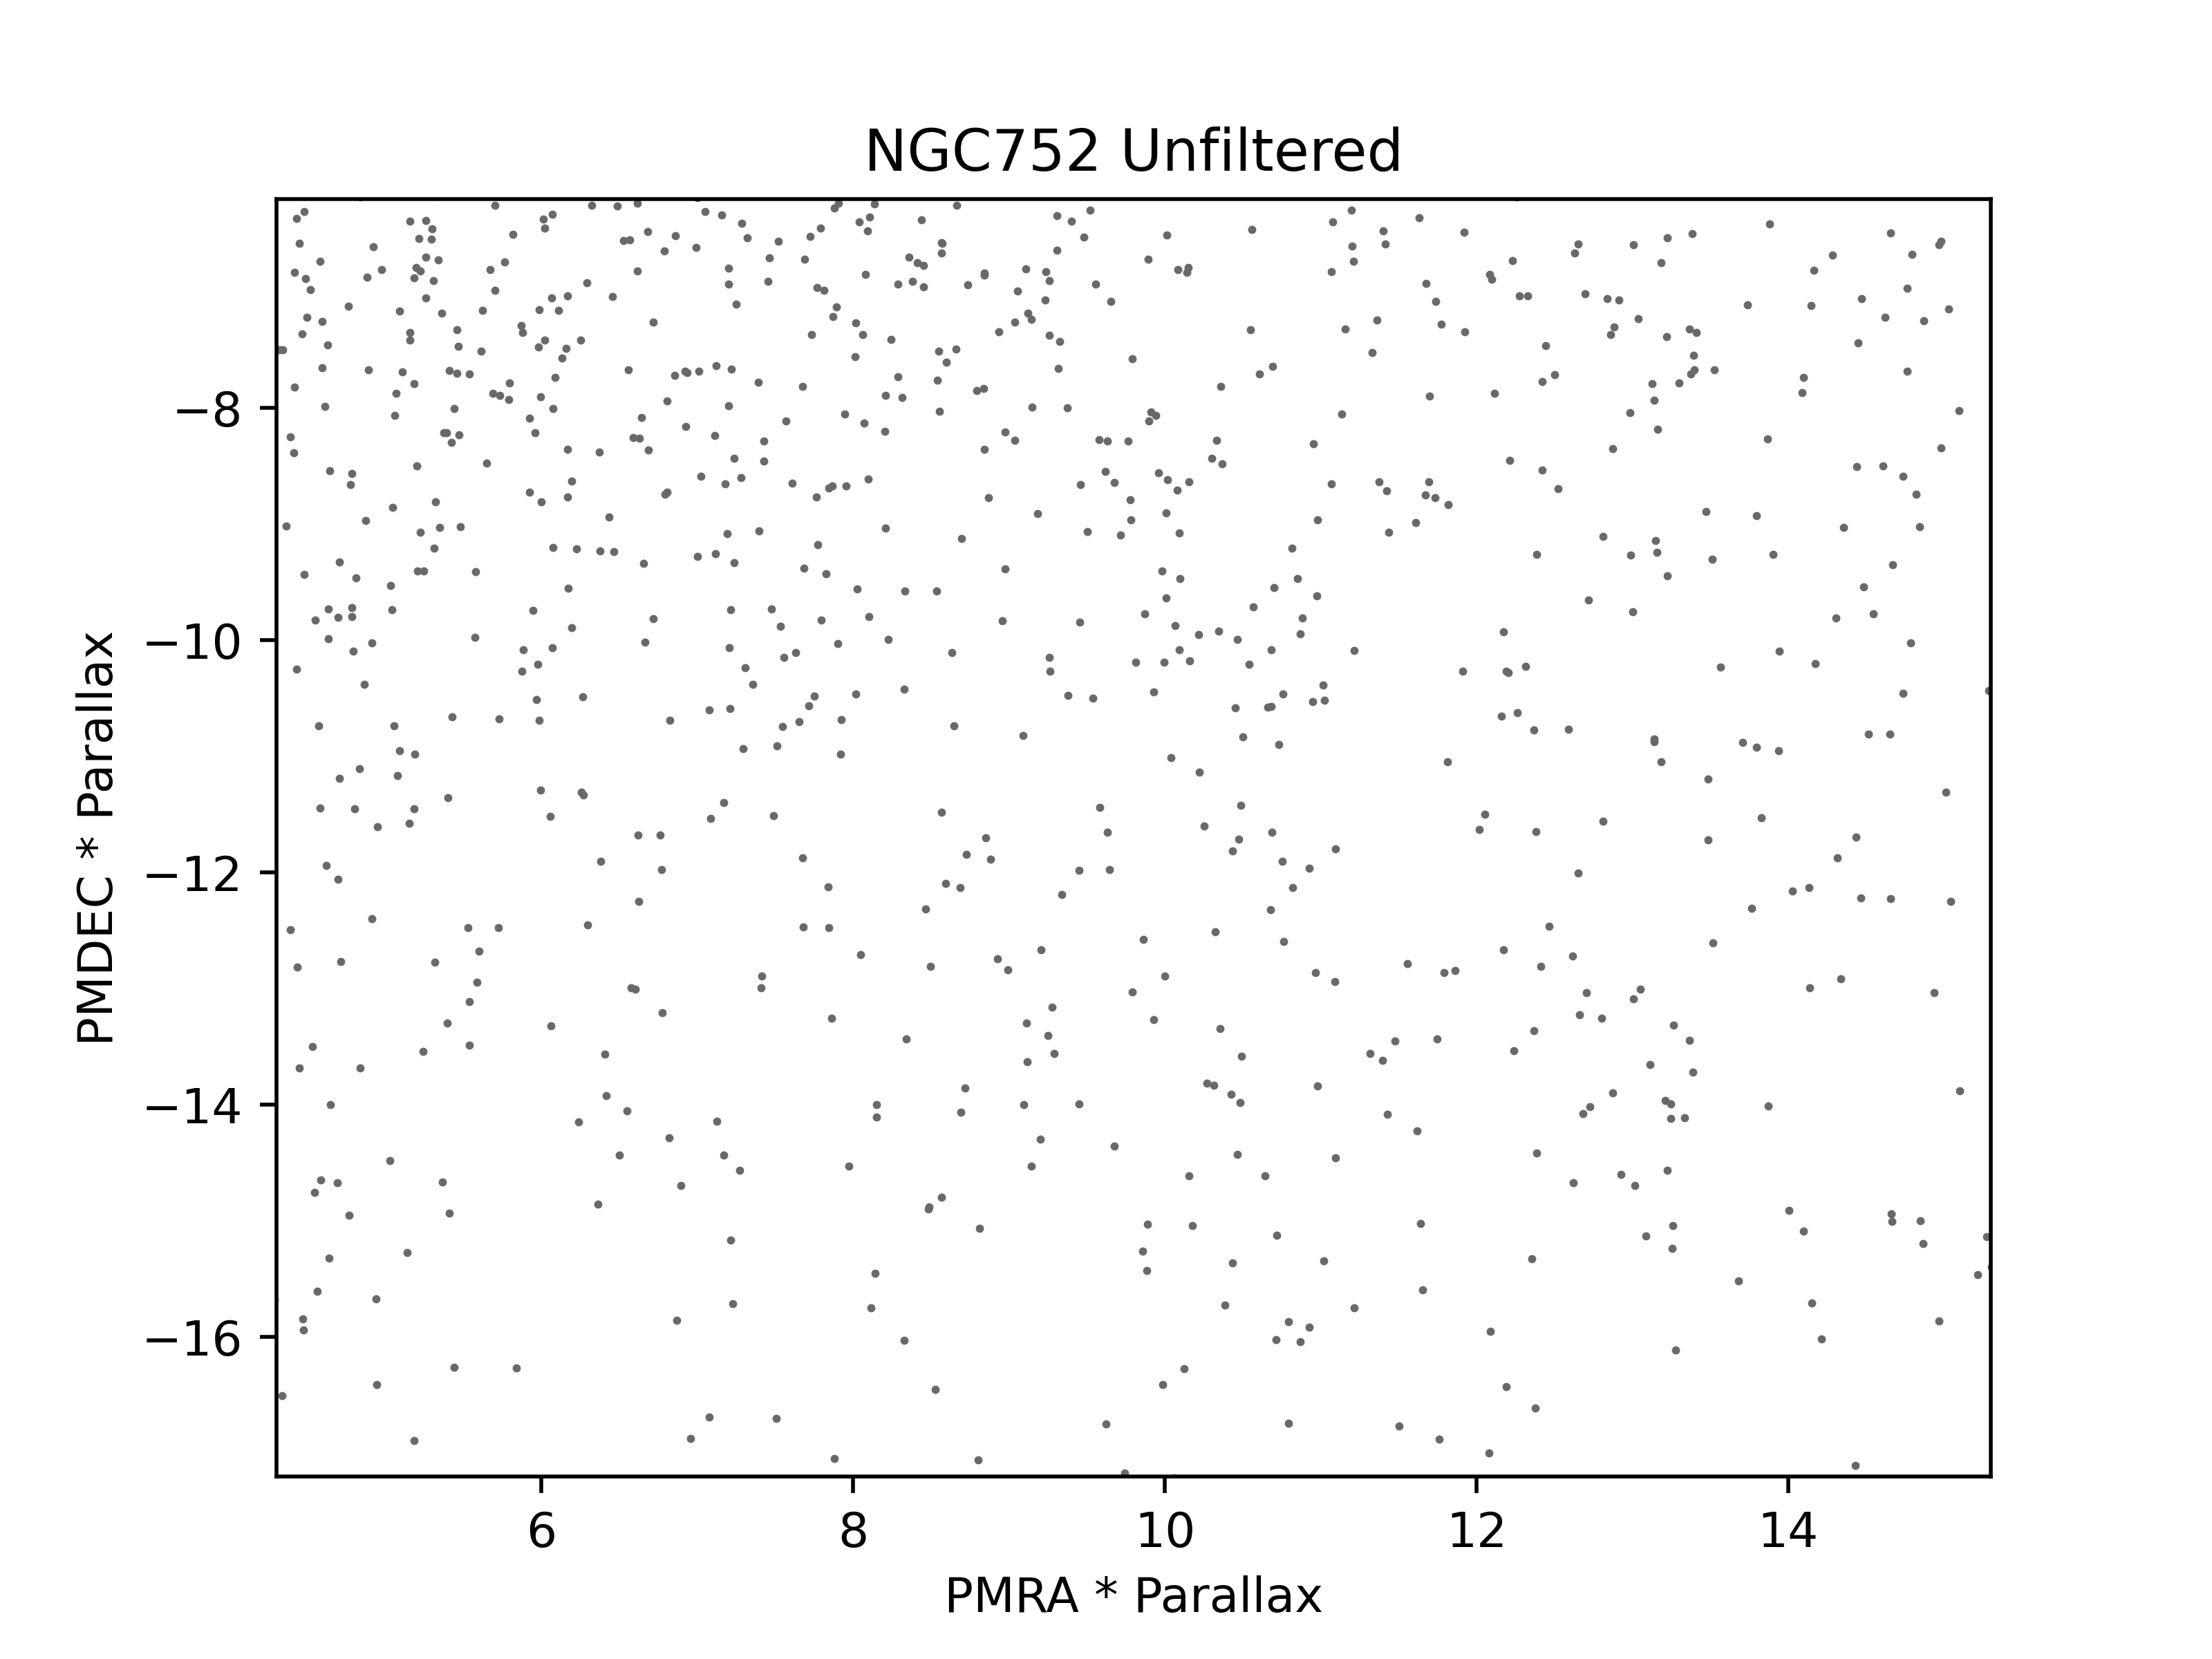 NGC752 Unfiltered
PMDEC * Parallax
−8
−10
−12
−14
−16
6 8 10 12 14
PMRA * Parallax